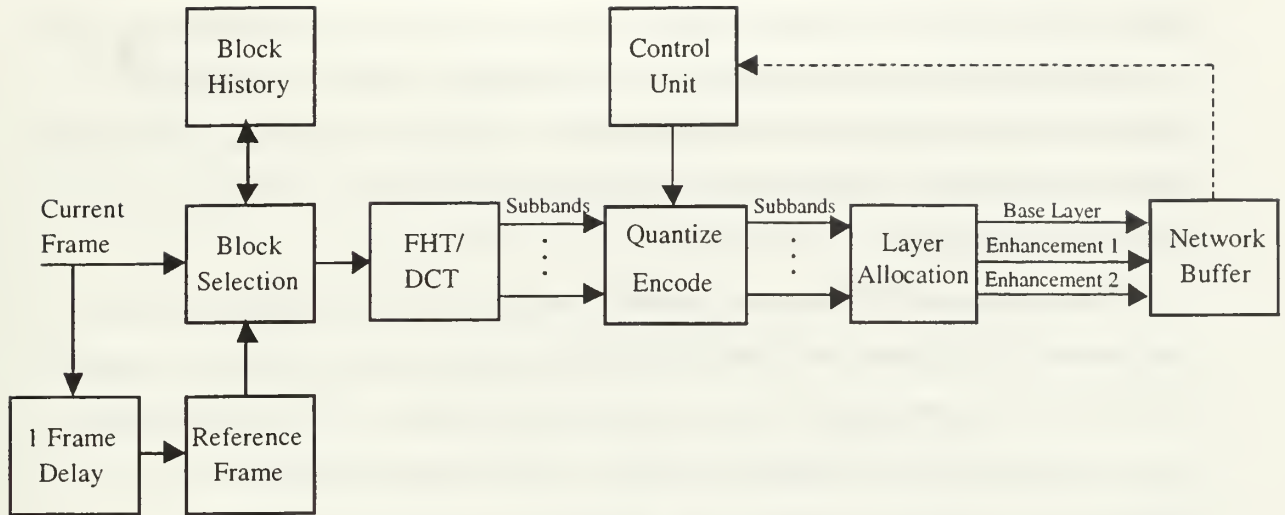 Block
History
Control
Unit
Current
Frame
Block
Selection
FHT/
DCT
Subbands
Quantize
Encode
Subbands
Layer
Allocation
Base Layer
Enhancement 1
Enhancement 2
Network
Buffer
1 Frame
Delay
Reference
Frame